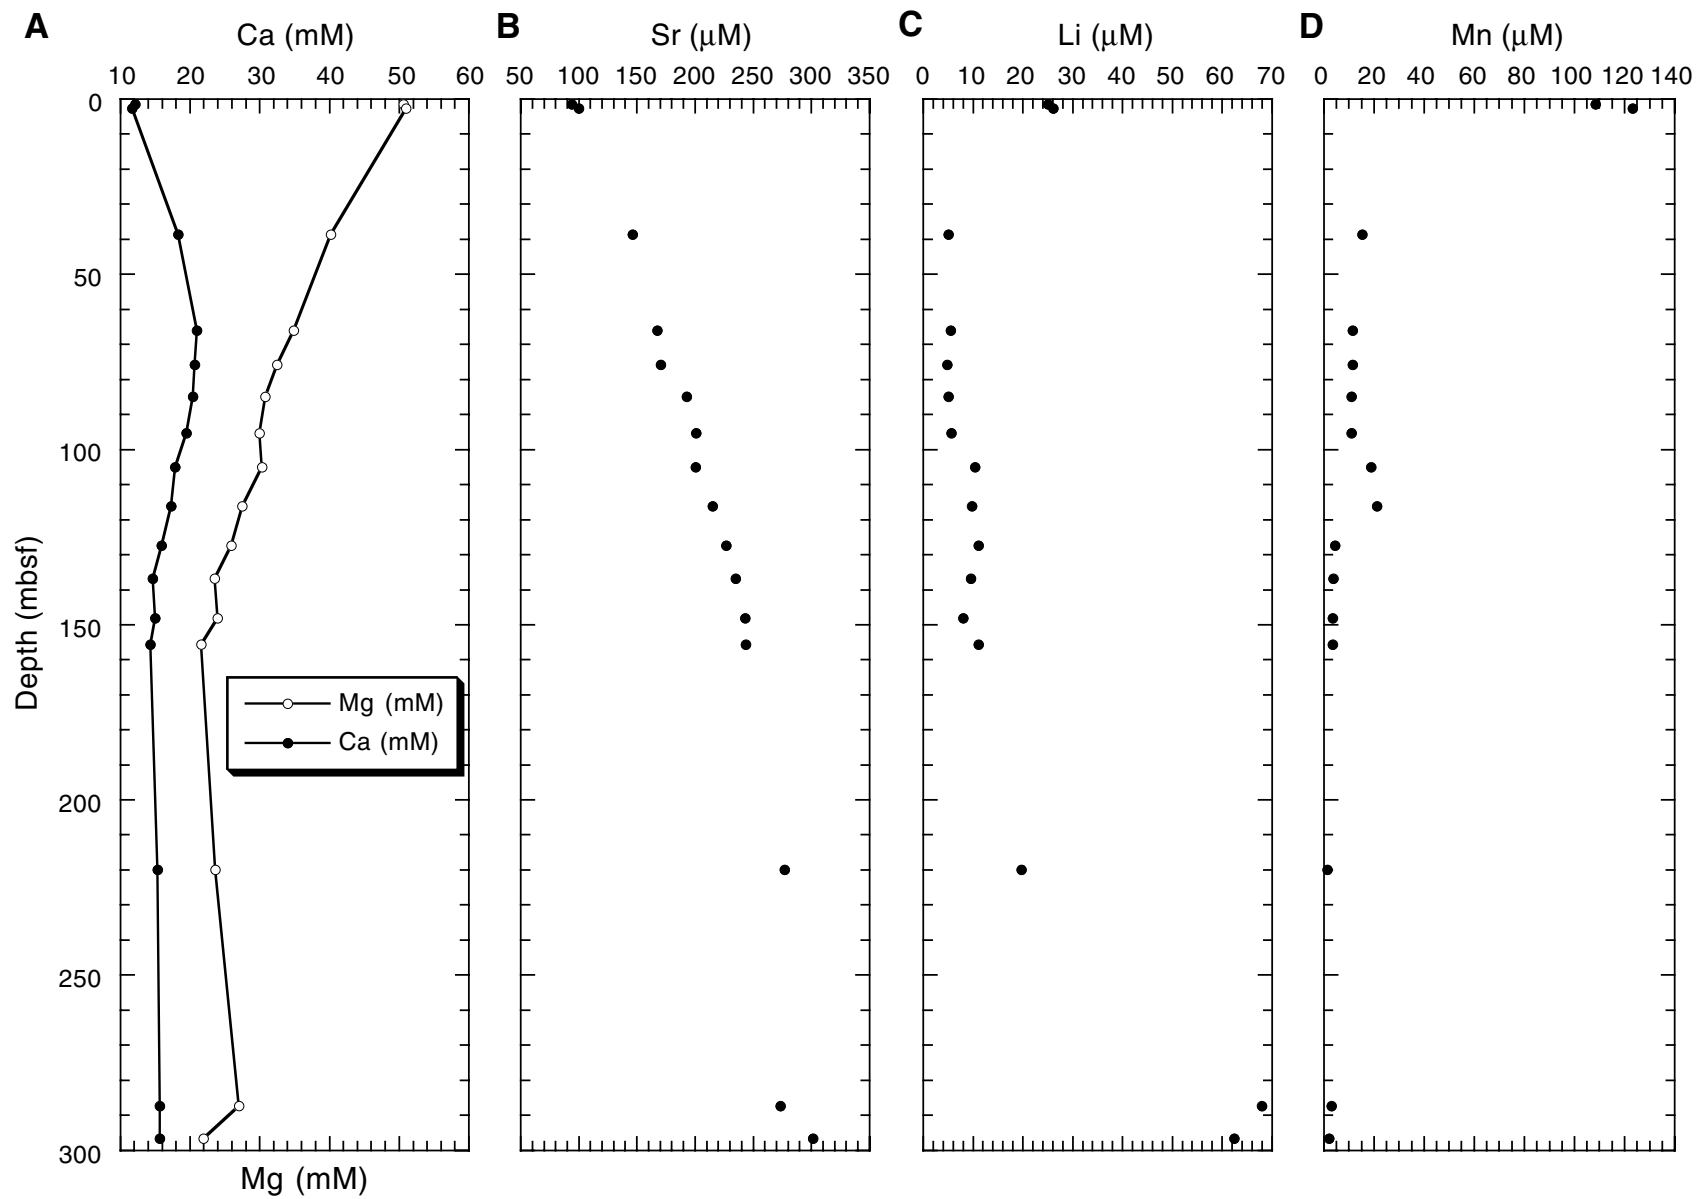 A
Ca (mM)
B
Sr (μM)
C
Li (μM)
D
Mn (μM)
10 20 30 40 50 60
50 100 150 200 250 300 350
0 10 20 30 40 50 60 70
0 20 40 60 80 100 120 140
0
50
100
150
200
250
300
Depth (mbsf)
Mg (mM)
Ca (mM)
Mg (mM)